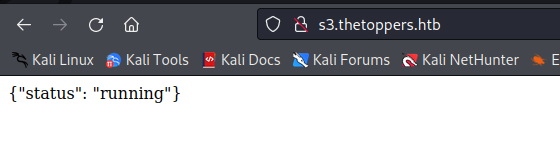 s3.thetoppers.htb
Kali Linux Kali Tools Kali Docs Kali Forums Kali NetHunter E
{"status": "running"}